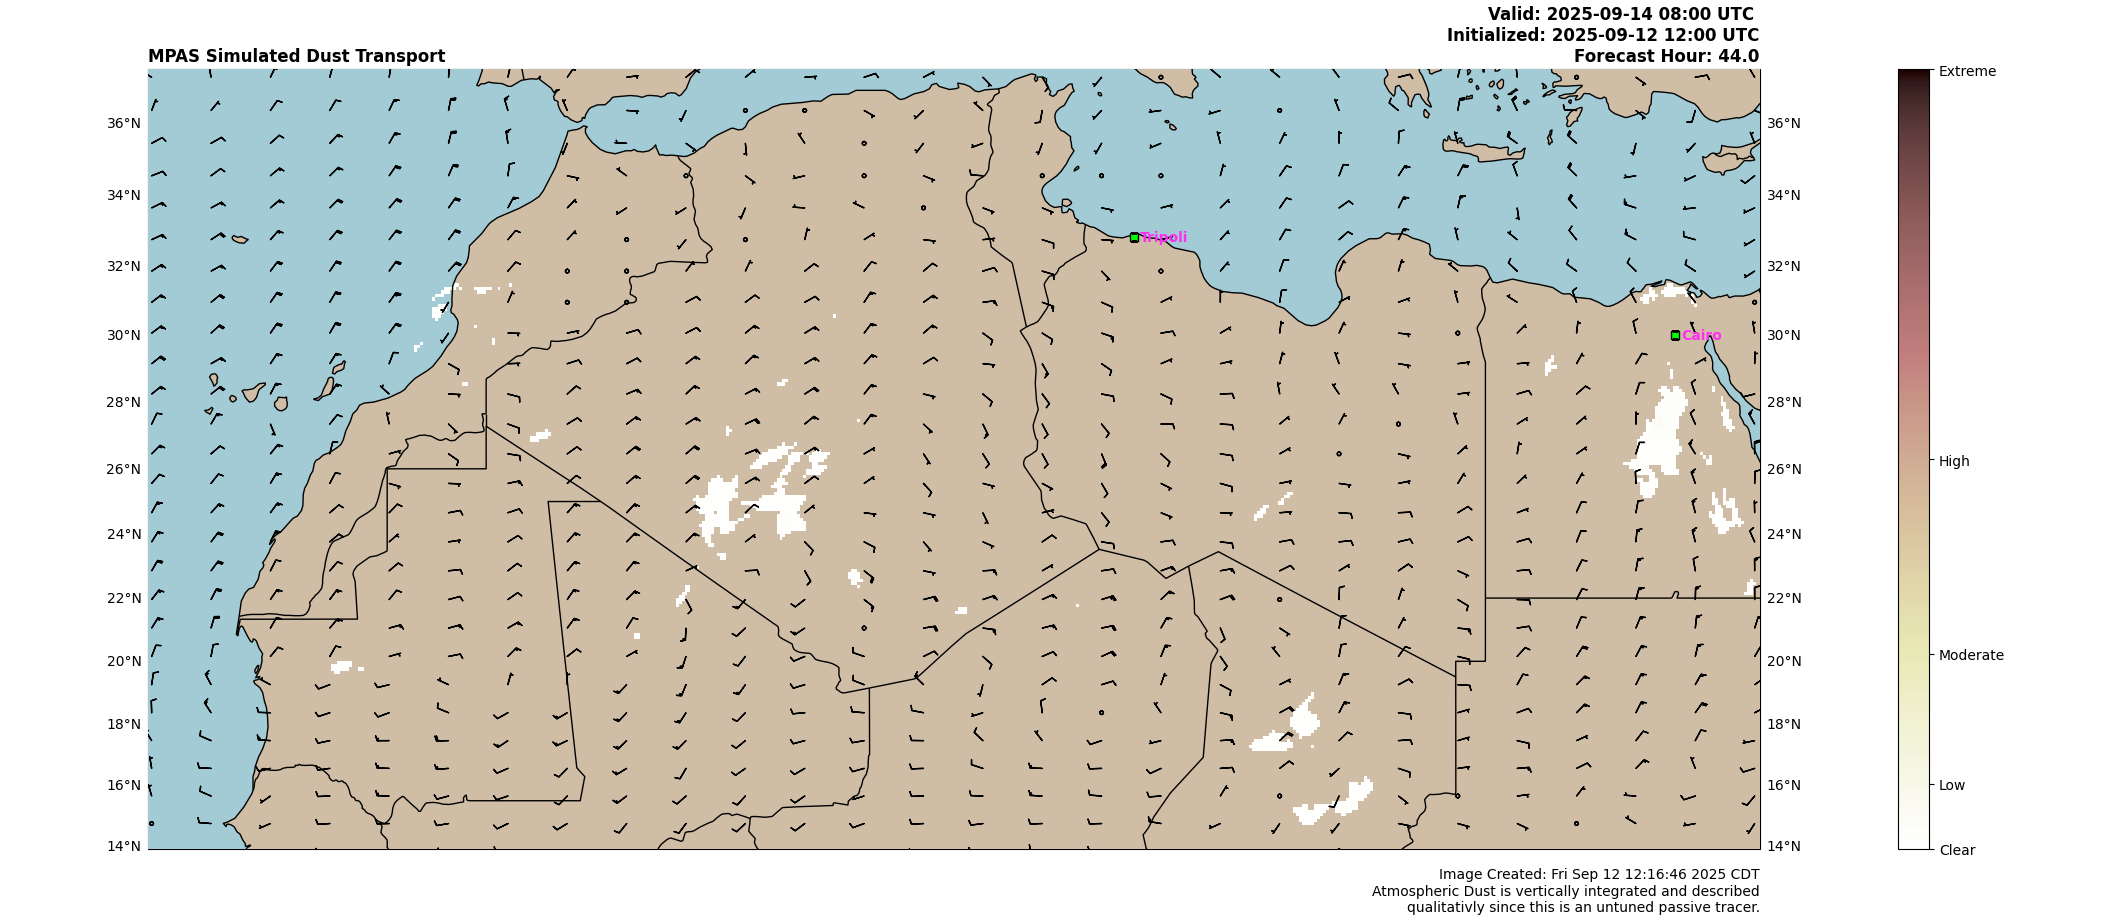 Valid: 2025-09-14 08:00 UTC
Initialized: 2025-09-12 12:00 UTC
MPAS Simulated Dust Transport
Forecast Hour: 44.0
Extreme
36°N 36°N
34°N 34°N
Tripoli
32°N 32°N
30°N Cairo 30°N
28°N 28°N
26°N 26°N
High
24°N 24°N
22°N 22°N
20°N 20°N
Moderate
18°N 18°N
16°N 16°N
Low
14°N 14°N
Clear
Image Created: Fri Sep 12 12:16:46 2025 CDT
Atmospheric Dust is vertically integrated and described
qualitativly since this is an untuned passive tracer.